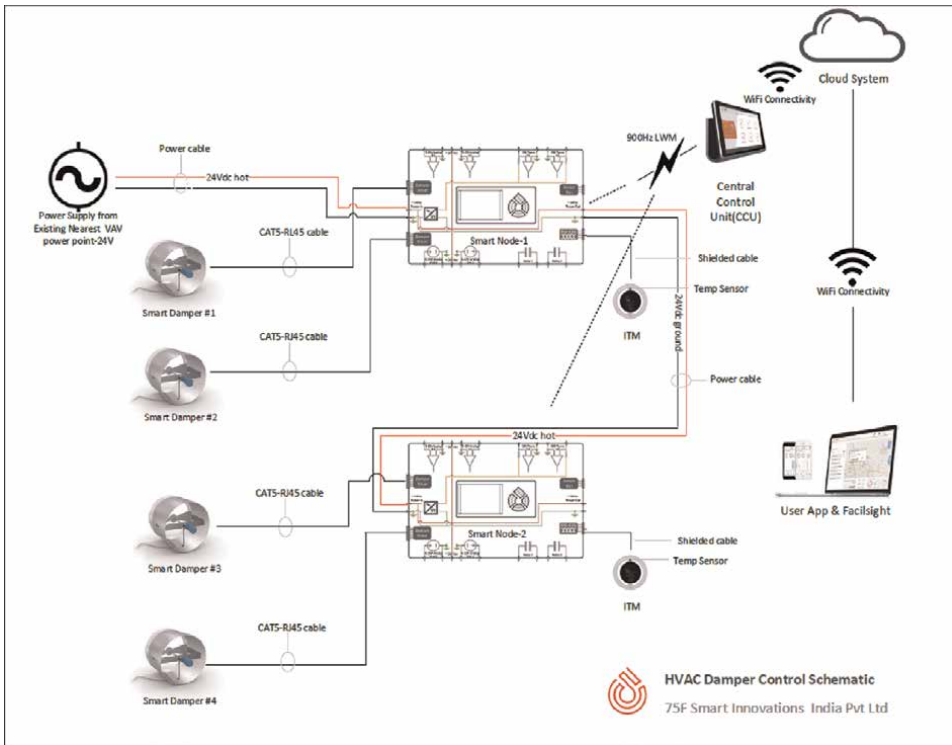 Cloud System
WiFi Connectivity
900Hz LWM
Power cable
24Vdc hot
Central
Control
Unit(CCU)
Power Supply from
Existing Nearest VAV
power point-24V
CAT5-RL45 cable
Smart Node-1
Shielded cable
Temp Sensor
WiFi Connectivity
Smart Damper #1
ITM
24Vdc ground
CAT5-RJ45 cable
Power cable
Smart Damper #2
24Vdc hot
CAT5-RJ45 cable
User App & Facilsight
Smart Node-2
Shielded cable
Temp Sensor
Smart Damper #3
ITM
CAT5-RJ45 cable
HVAC Damper Control Schematic
Smart Damper #4
75F Smart Innovations India Pvt Ltd